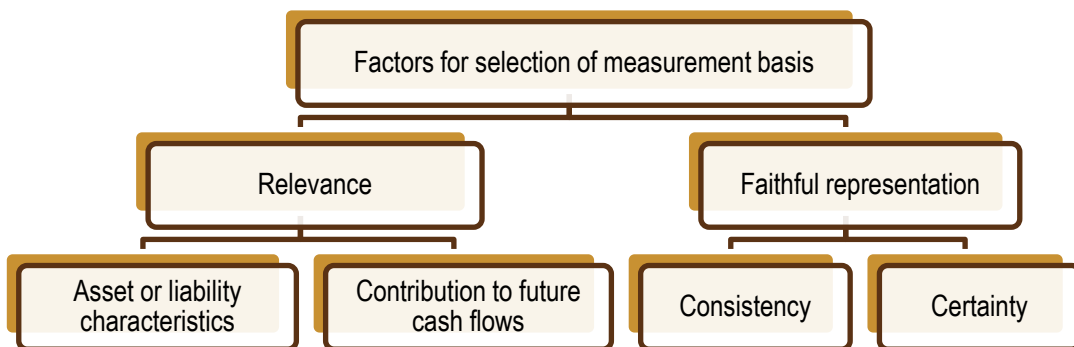 Factors for selection of measurement basis
Relevance
Faithful representation
Asset or liability
characteristics
Contribution to future
cash flows
Consistency
Certainty